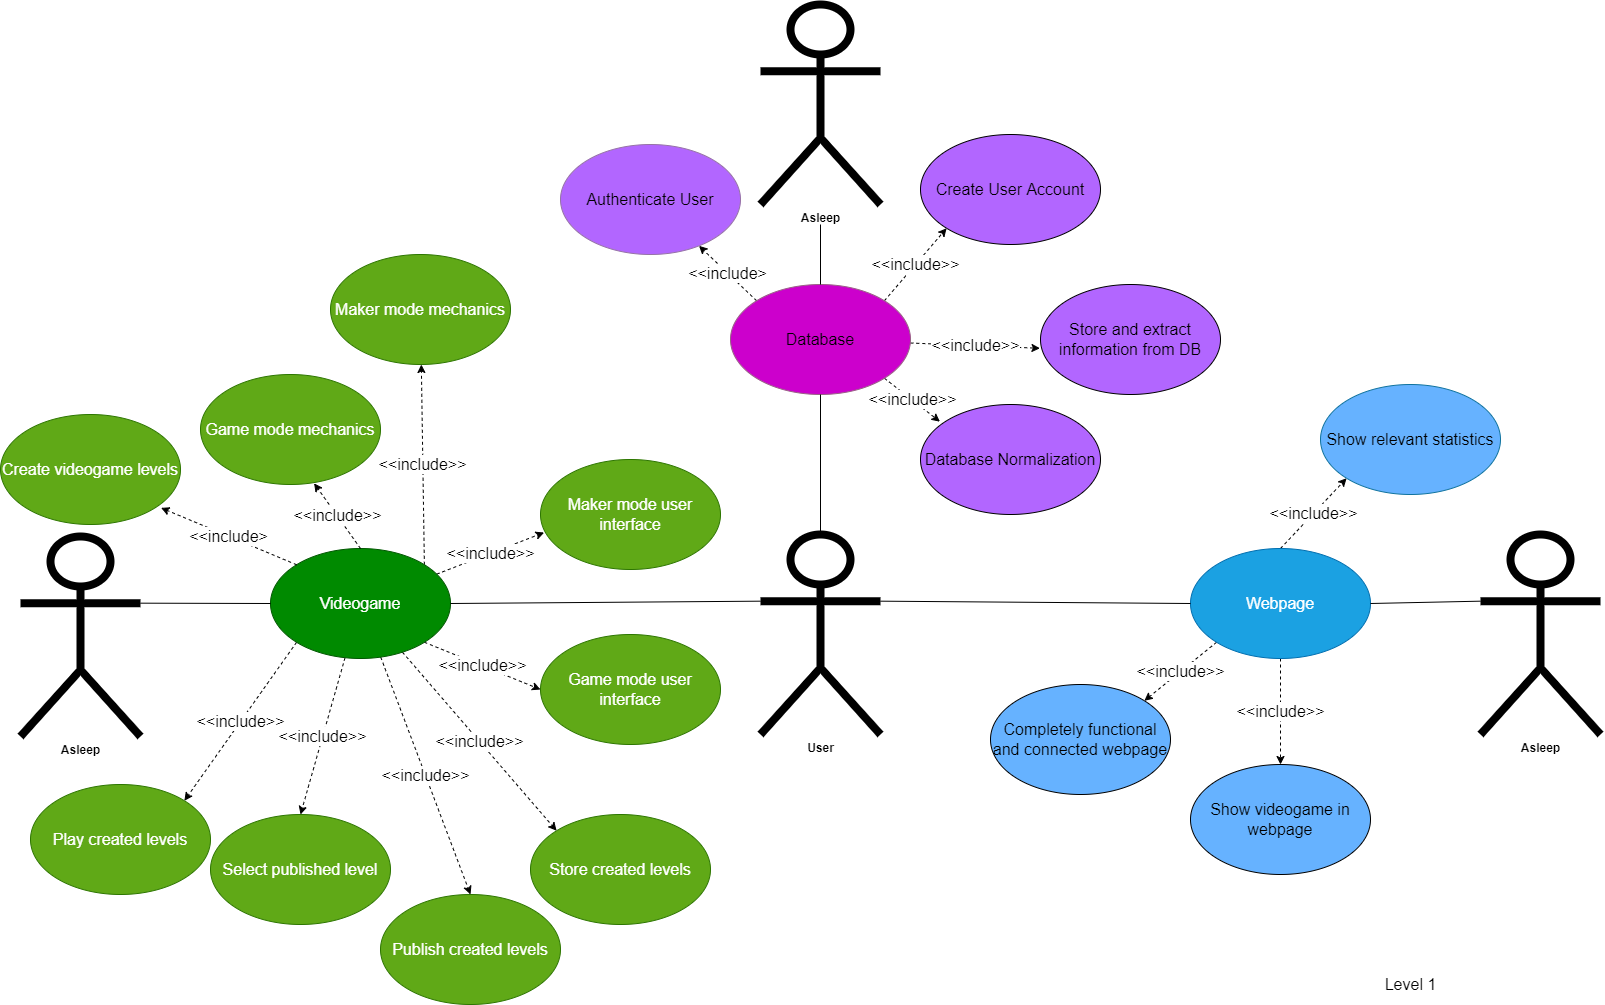 Asleep
Authenticate User
Create User Account
<<include>
<<include>>
Database
Store and extract
information from DB
<<include>>
<<include>>
Database Normalization
Maker mode mechanics
Game mode mechanics
Create videogame levels
<<include>>
<<include>>
<<include>
Maker mode user
interface
<<include>>
Show relevant statistics
<<include>>
Videogame
Webpage
Game mode user
interface
<<include>>
<<include>>
<<include>>
<<include>>
<<include>>
Asleep
User
Asleep
<<include>>
<<include>>
Completely functional
and connected webpage
Show videogame in
webpage
Play created levels
Select published level
Store created levels
Publish created levels
Level 1